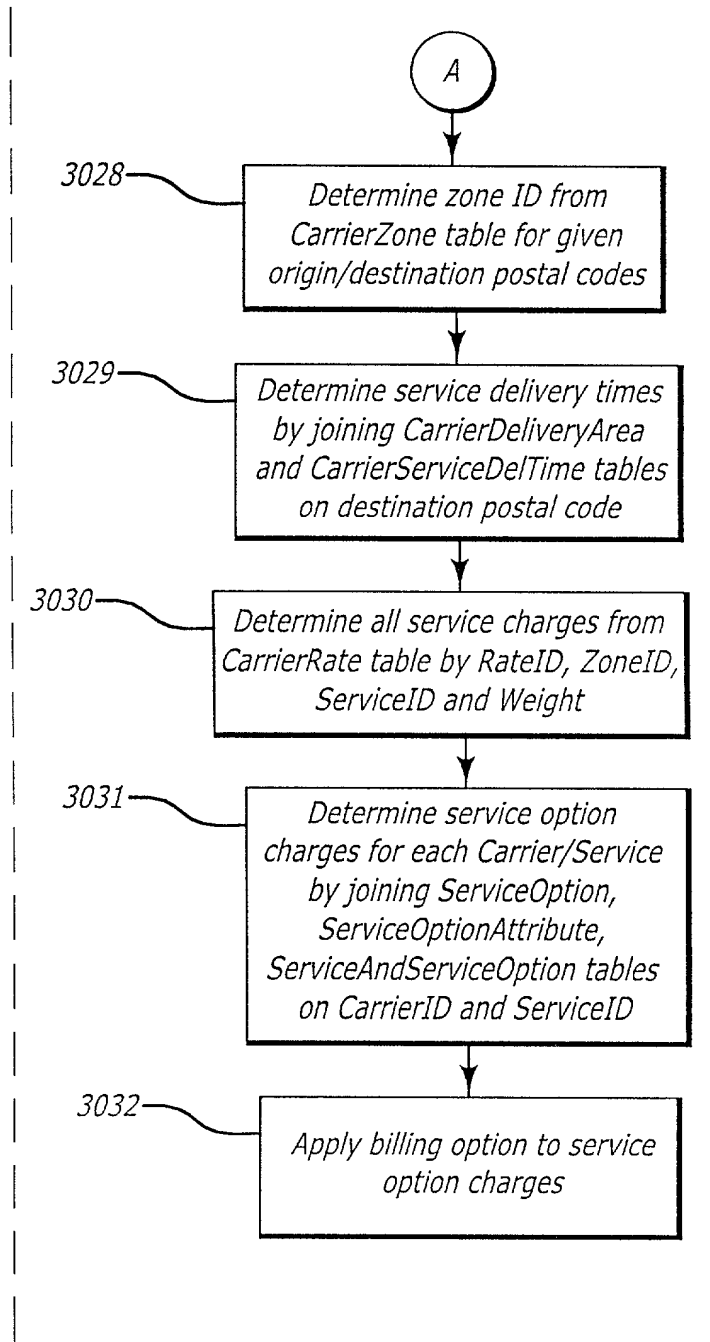 A
3028
Determine zone ID from
CarrierZone table for given
origin/destination postal codes
3029
Determine service delivery times
by joining CarrierDeliveryArea
and CarrierServiceDelTime tables
on destination postal code
3030
Determine all service charges from
CarrierRate table by RateID, ZoneID,
ServiceID and Weight
3031
Determine service option
charges for each Carrier/Service
by joining ServiceOption,
ServiceOptionAttribute,
ServiceAndServiceOption tables
on CarrierID and ServiceID
3032
Apply billing option to service
option charges